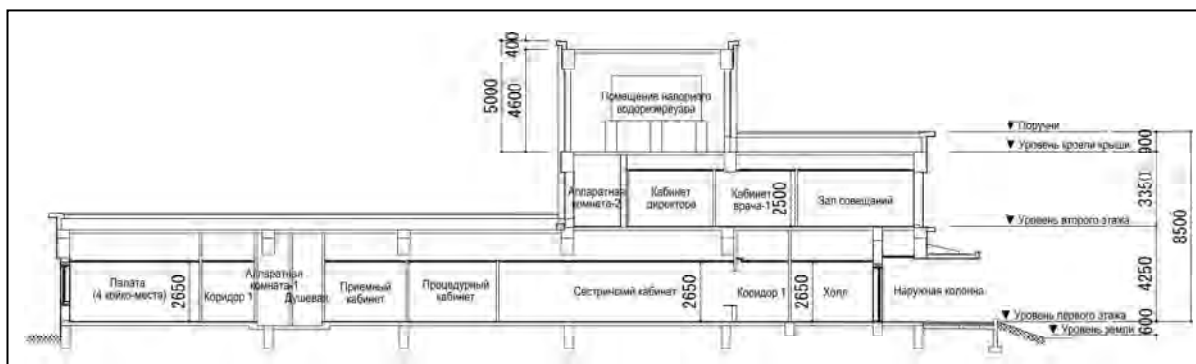 400
5000
4600
Помещение напорного
водорезервуара
▼ Поручни
▼ Уровень кровли крыши
900
Аппаратная
комната-2
Кабинет
директора
Кабинет
врача-1
2500
Зал совещаний
3350
8500
▼ Уровень второго этажа
Палата
(4 койко-места)
2650
Коридор 1
Аппаратная
комната-1
Душевая
Приемный
кабинет
Процедурный
кабинет
Сестринский кабинет
2650
Коридор 1
2650
Холл
Наружная колонна
4250
▼ Уровень первого этажа
▼ Уровень земли
600